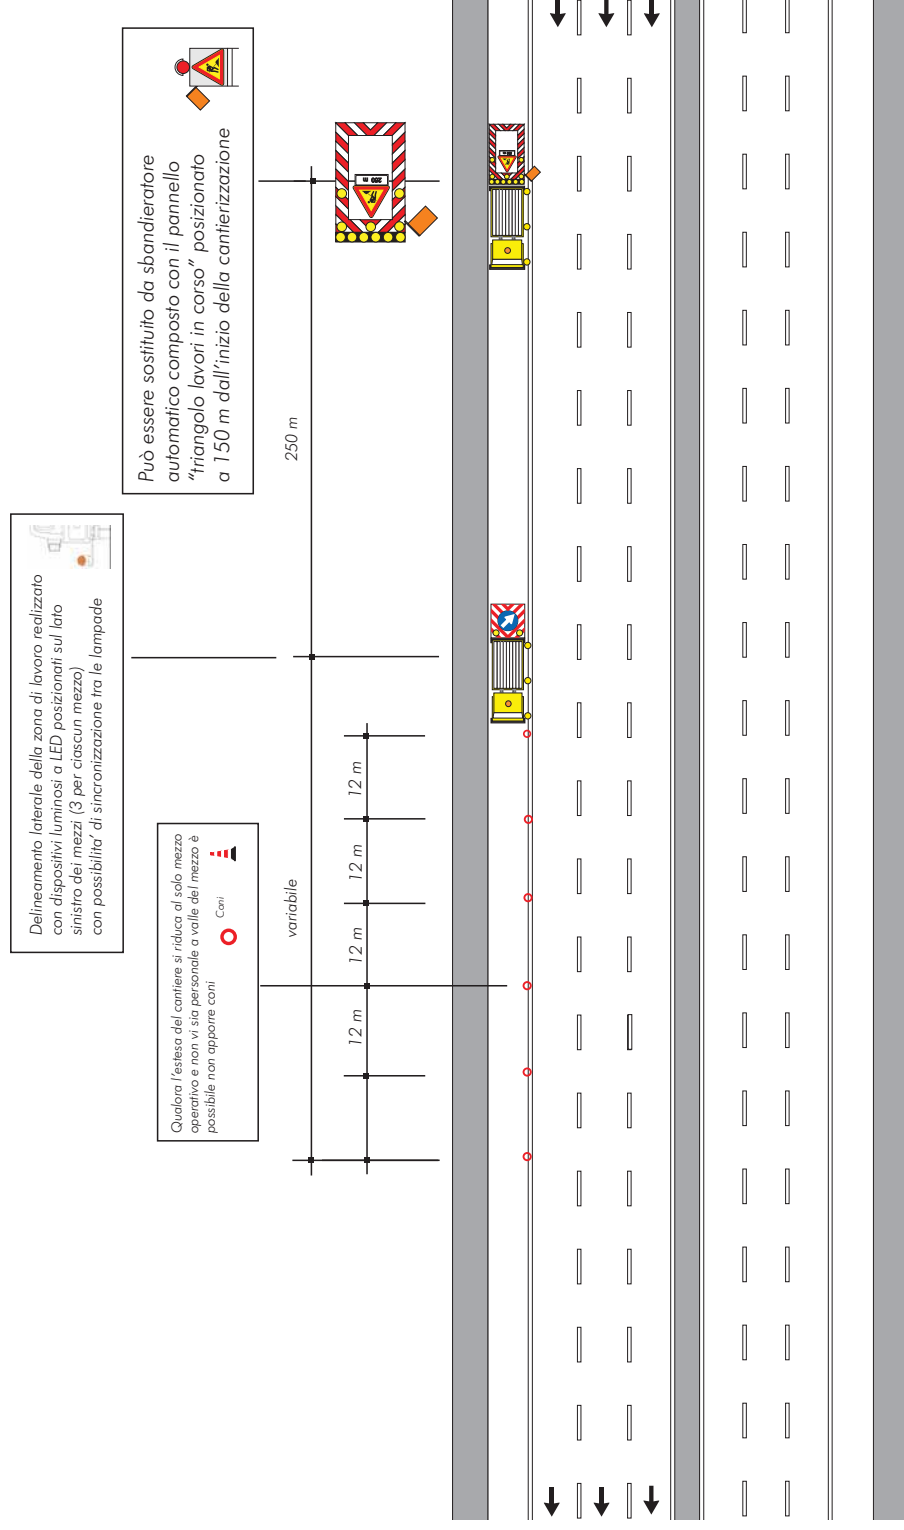 Può essere sostituito da sbandieratore
automatico composto con il pannello
“triangolo lavori in corso” posizionato
a 150 m dall’inizio della cantierizzazione
250 m
250 m
Delineamento laterale della zona di lavoro realizzato
con dispositivi luminosi a LED posizionati sul lato
sinistro dei mezzi (3 per ciascun mezzo)
con possibilita’ di sincronizzazione tra le lampade
Qualora l’estesa del cantiere si riduca al solo mezzo
operativo e non vi sia personale a valle del mezzo è
possibile non apporre coni
Coni
variabile
12 m
12 m
12 m
12 m